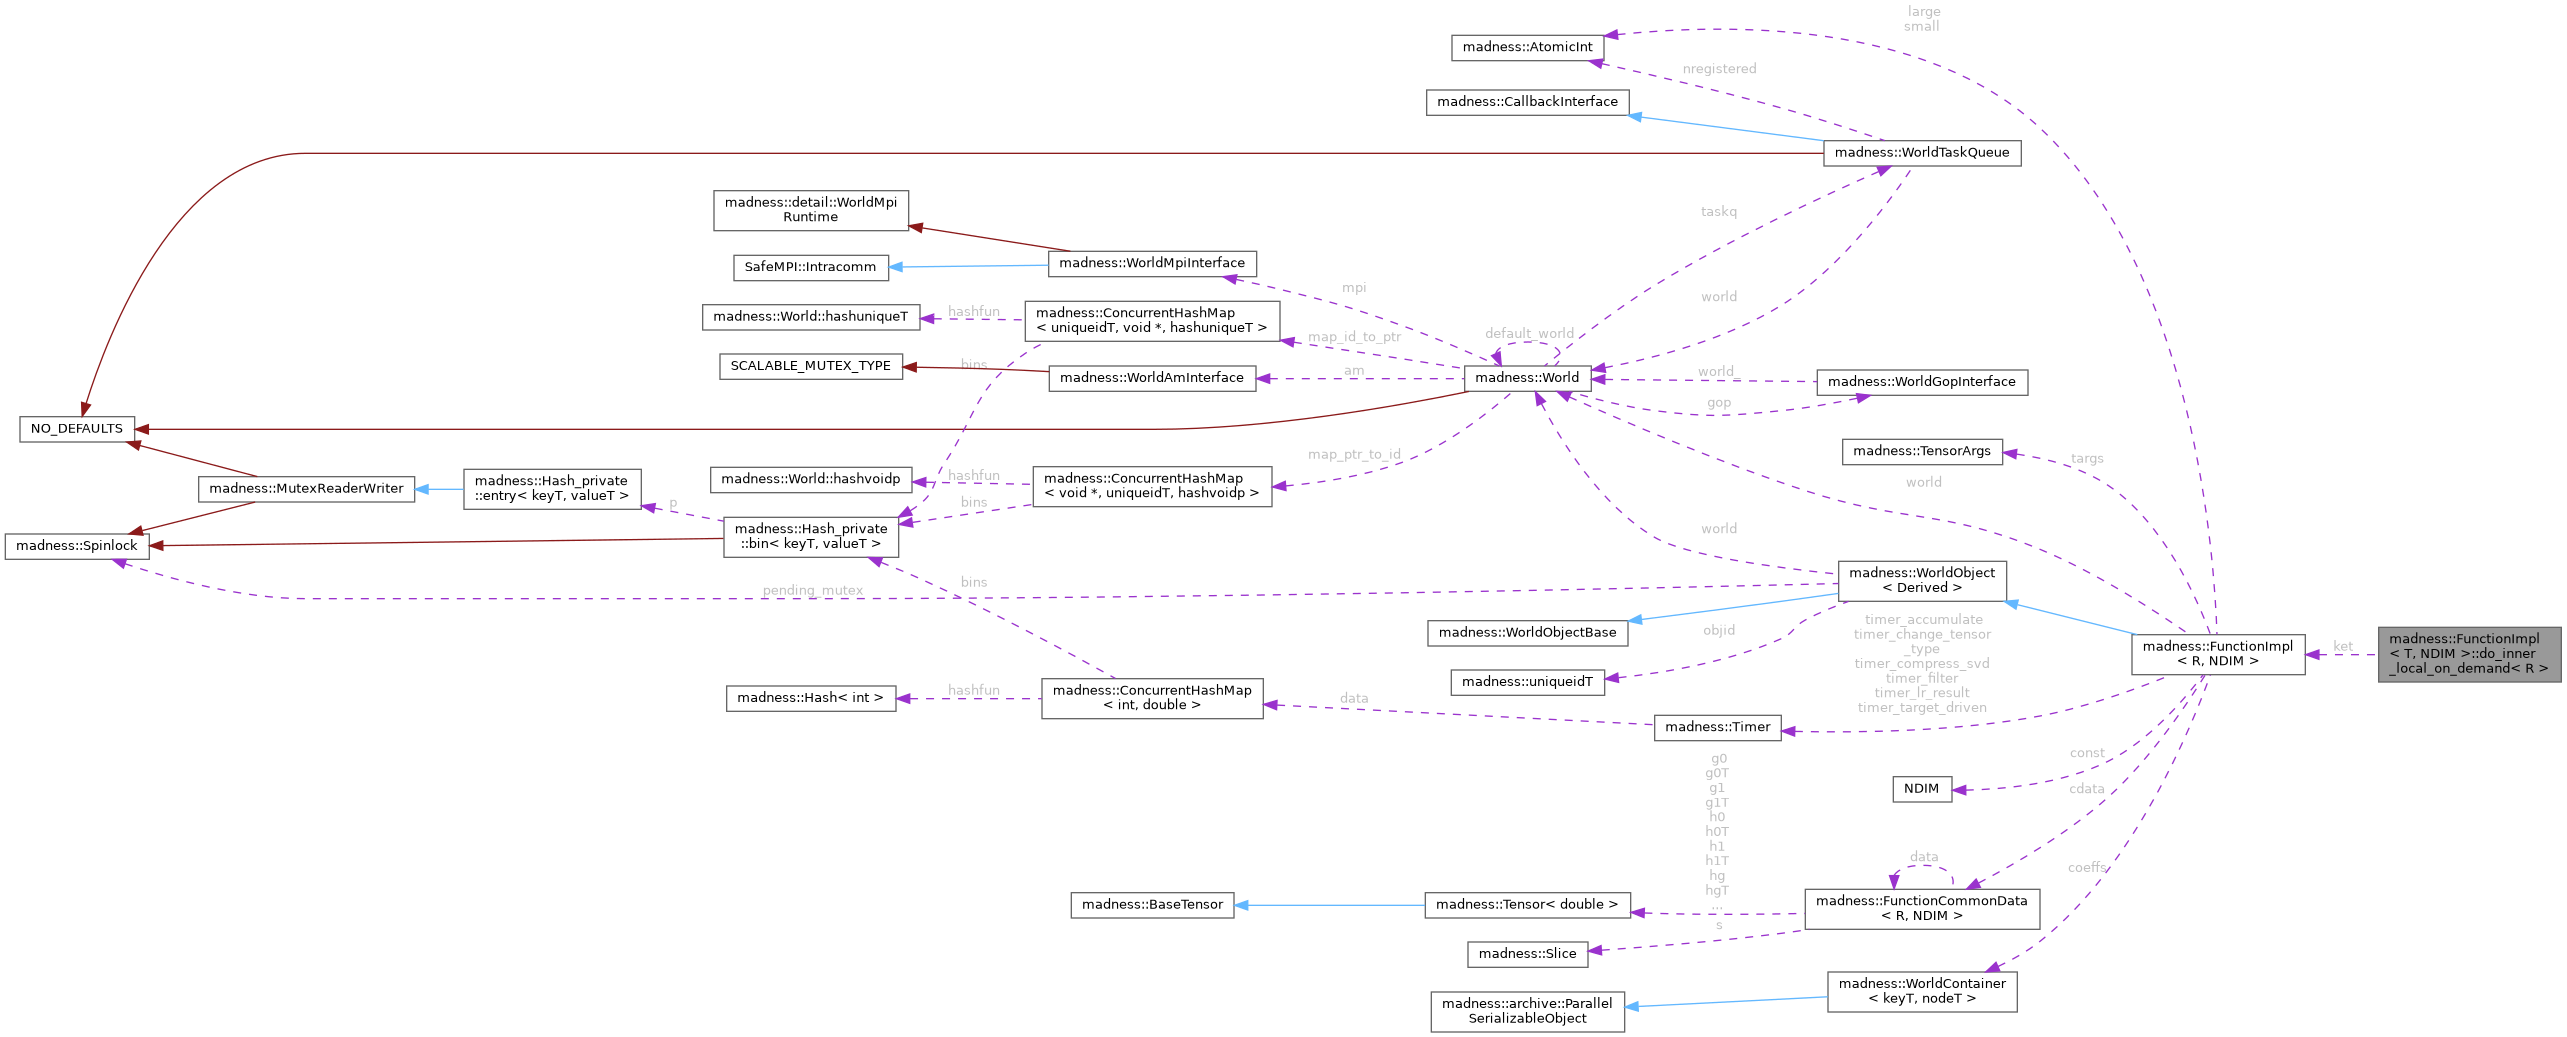 large
small
madness::AtomicInt
nregistered
madness::CallbackInterface
madness::WorldTaskQueue
madness::detail::WorldMpi
Runtime
taskq
madness::WorldMpiInterface
SafeMPI::Intracomm
mpi
world
madness::World::hashuniqueT
hashfun
madness::ConcurrentHashMap
< uniqueidT, void *, hashuniqueT >
default_world
map_id_to_ptr
SCALABLE_MUTEX_TYPE
bins
madness::WorldAmInterface
am
madness::World
world_
madness::WorldGopInterface
gop
NO_DEFAULTS
madness::TensorArgs
targs
map_ptr_to_id
madness::World::hashvoidp
hashfun
madness::ConcurrentHashMap
< void *, uniqueidT, hashvoidp >
world
madness::MutexReaderWriter
madness::Hash_private
::entry< keyT, valueT >
p
bins
madness::Hash_private
::bin< keyT, valueT >
world
madness::Spinlock
madness::WorldObject
< Derived >
bins
pending_mutex
madness::WorldObjectBase
objid
timer_accumulate
timer_change_tensor
_type
timer_compress_svd
timer_filter
timer_lr_result
timer_target_driven
madness::FunctionImpl
< R, NDIM >
ket
madness::FunctionImpl
< T, NDIM >::do_inner
_local_on_demand< R >
madness::uniqueidT
madness::Hash< int >
hashfun
madness::ConcurrentHashMap
< int, double >
data
madness::Timer
const
g0
g0T
g1
g1T
h0
h0T
h1
h1T
hg
hgT
...
NDIM
cdata
data
coeffs
madness::BaseTensor
madness::Tensor< double >
madness::FunctionCommonData
< R, NDIM >
s
madness::Slice
madness::WorldContainer
< keyT, nodeT >
madness::archive::Parallel
SerializableObject